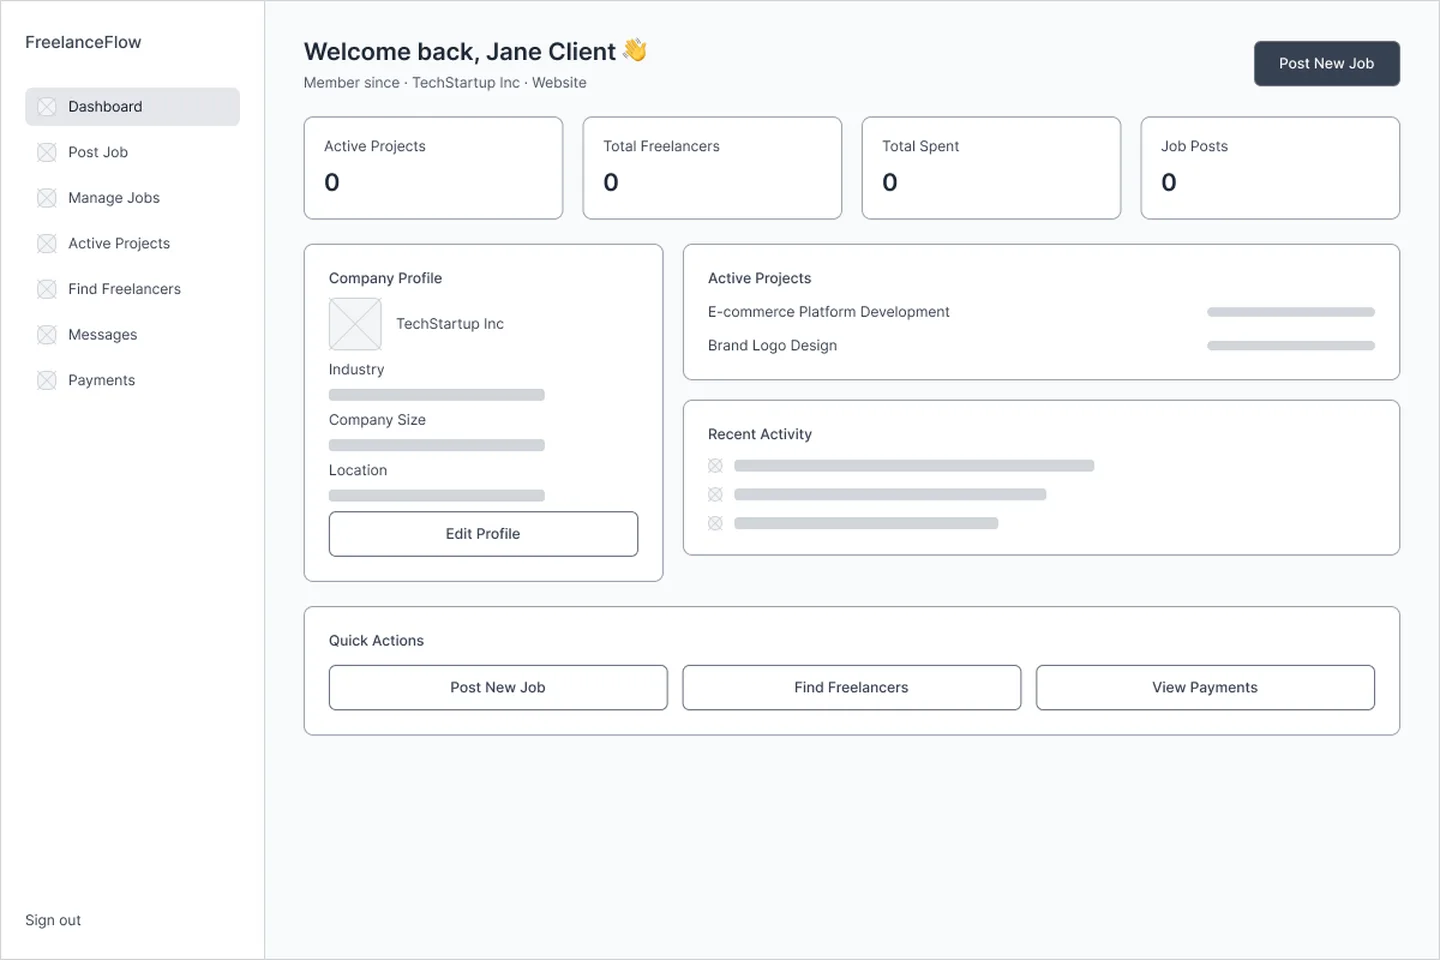 FreelanceFlow
Dashboard
Post Job
Manage Jobs
Active Projects
Find Freelancers
Messages
Payments
Sign out
Welcome back, Jane Client 👋
Member since · TechStartup Inc · Website
Post New Job
Active Projects
0
Total Freelancers
0
Total Spent
0
Job Posts
0
Company Profile
TechStartup Inc
Industry
Company Size
Location
Edit Profile
Active Projects
E-commerce Platform Development
Brand Logo Design
Recent Activity
Quick Actions
Post New Job
Find Freelancers
View Payments